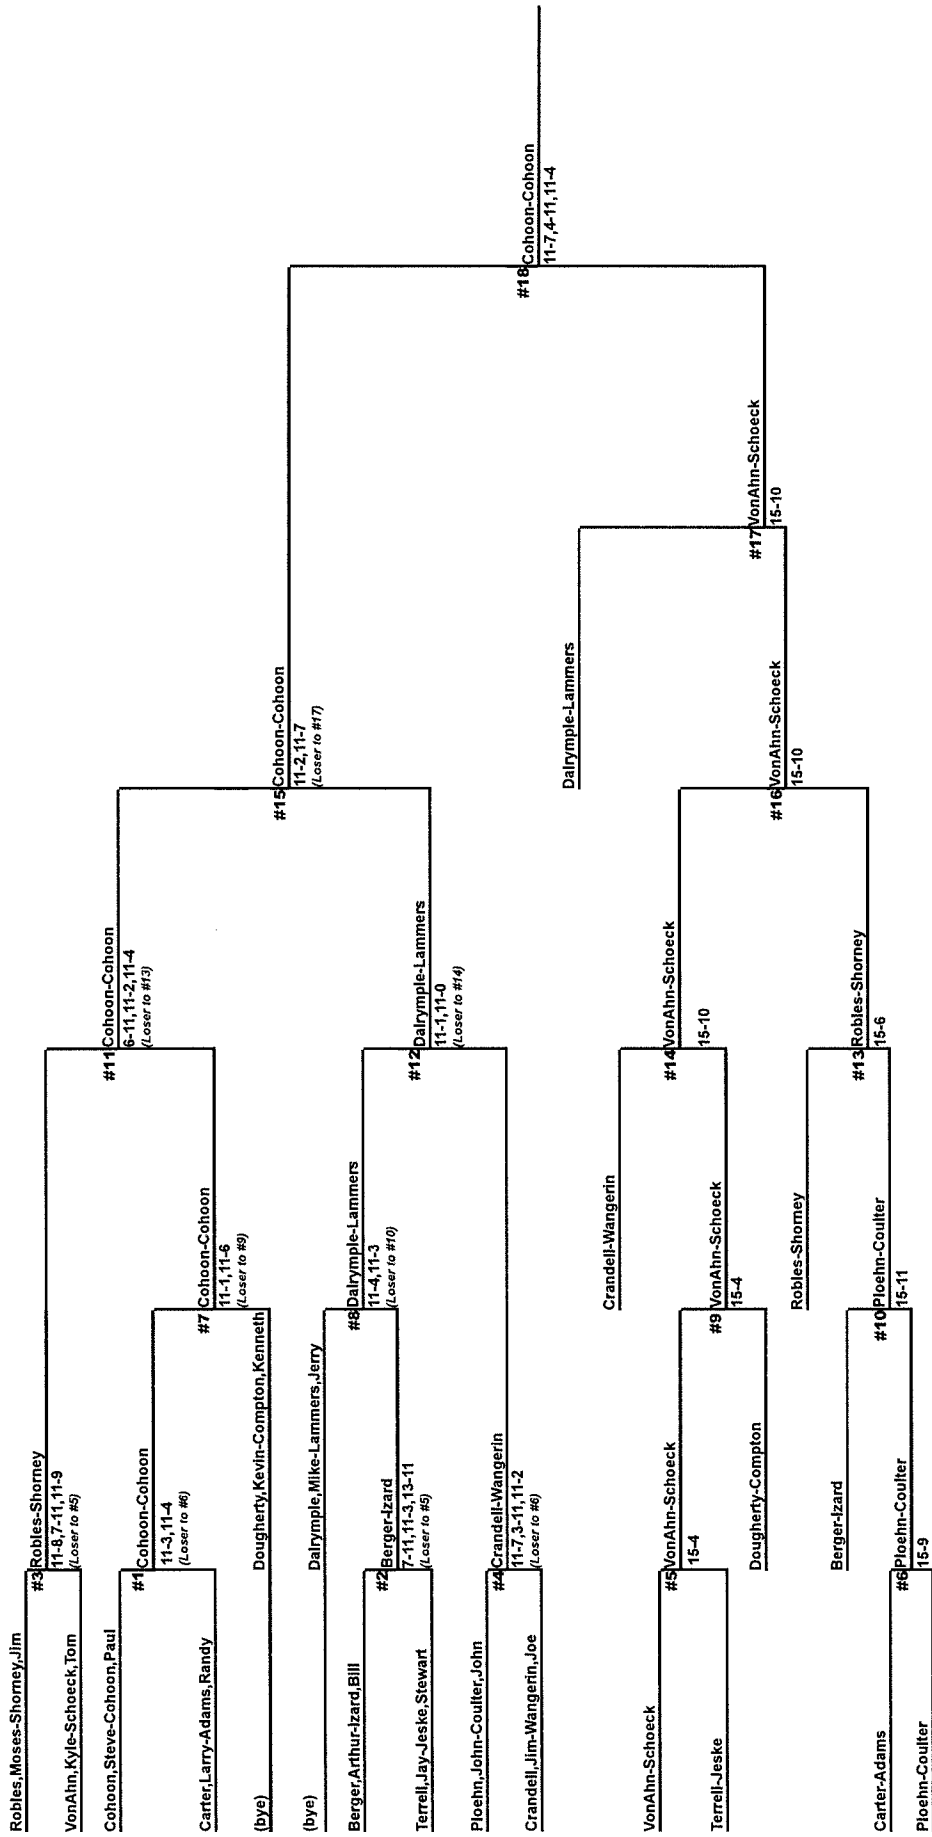 Robles,Moses-Shorney,Jim
VonAhn,Kyle-Schoeck,Tom
Cohoon,Steve-Cohoon,Paul
Carter,Larry-Adams,Randy
(bye)
(bye)
Berger,Arthur-Izard,Bill
Terrell,Jay-Jeske,Stewart
Ploehn,John-Coulter,John
Crandell,Jim-Wangerin,Joe
VonAhn-Schoeck
Terrell-Jeske
Carter-Adams
Ploehn-Coulter
#3 Robles-Shorney
11-8,7-11,11-9
(Loser to #5)
#1 Cohoon-Cohoon
11-3,11-4
(Loser to #6)
Dougherty,Kevin-Compton,Kenneth
Dalrymple,Mike-Lammers,Jerry
#2 Berger-Izard
7-11,11-3,13-11
(Loser to #5)
#4 Crandell-Wangerin
11-7,3-11,11-2
(Loser to #6)
#5 VonAhn-Schoeck
15-4
Dougherty-Compton
Berger-Izard
#6 Ploehn-Coulter
15-9
#7 Cohoon-Cohoon
11-1,11-6
(Loser to #9)
#8 Dalrymple-Lammers
11-4,11-3
(Loser to #10)
Crandell-Wangerin
#9 VonAhn-Schoeck
15-4
Robles-Shorney
#10 Ploehn-Coulter
15-11
#11 Cohoon-Cohoon
6-11,11-2,11-4
(Loser to #13)
#12 Dalrymple-Lammers
11-1,11-0
(Loser to #14)
#14 VonAhn-Schoeck
15-10
#13 Robles-Shorney
15-6
#15 Cohoon-Cohoon
11-2,11-7
(Loser to #17)
Dalrymple-Lammers
#16 VonAhn-Schoeck
15-10
#17 VonAhn-Schoeck
15-10
#18 Cohoon-Cohoon
11-7,4-11,11-4